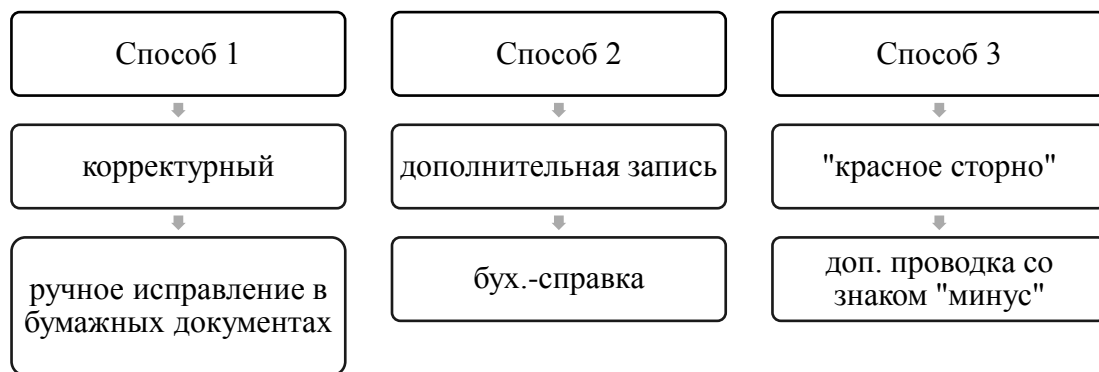 Способ 1
корректурный
ручное исправление в
бумажных документах
Способ 2
дополнительная запись
бух.-справка
Способ 3
"красное сторно"
доп. проводка со
знаком "минус"